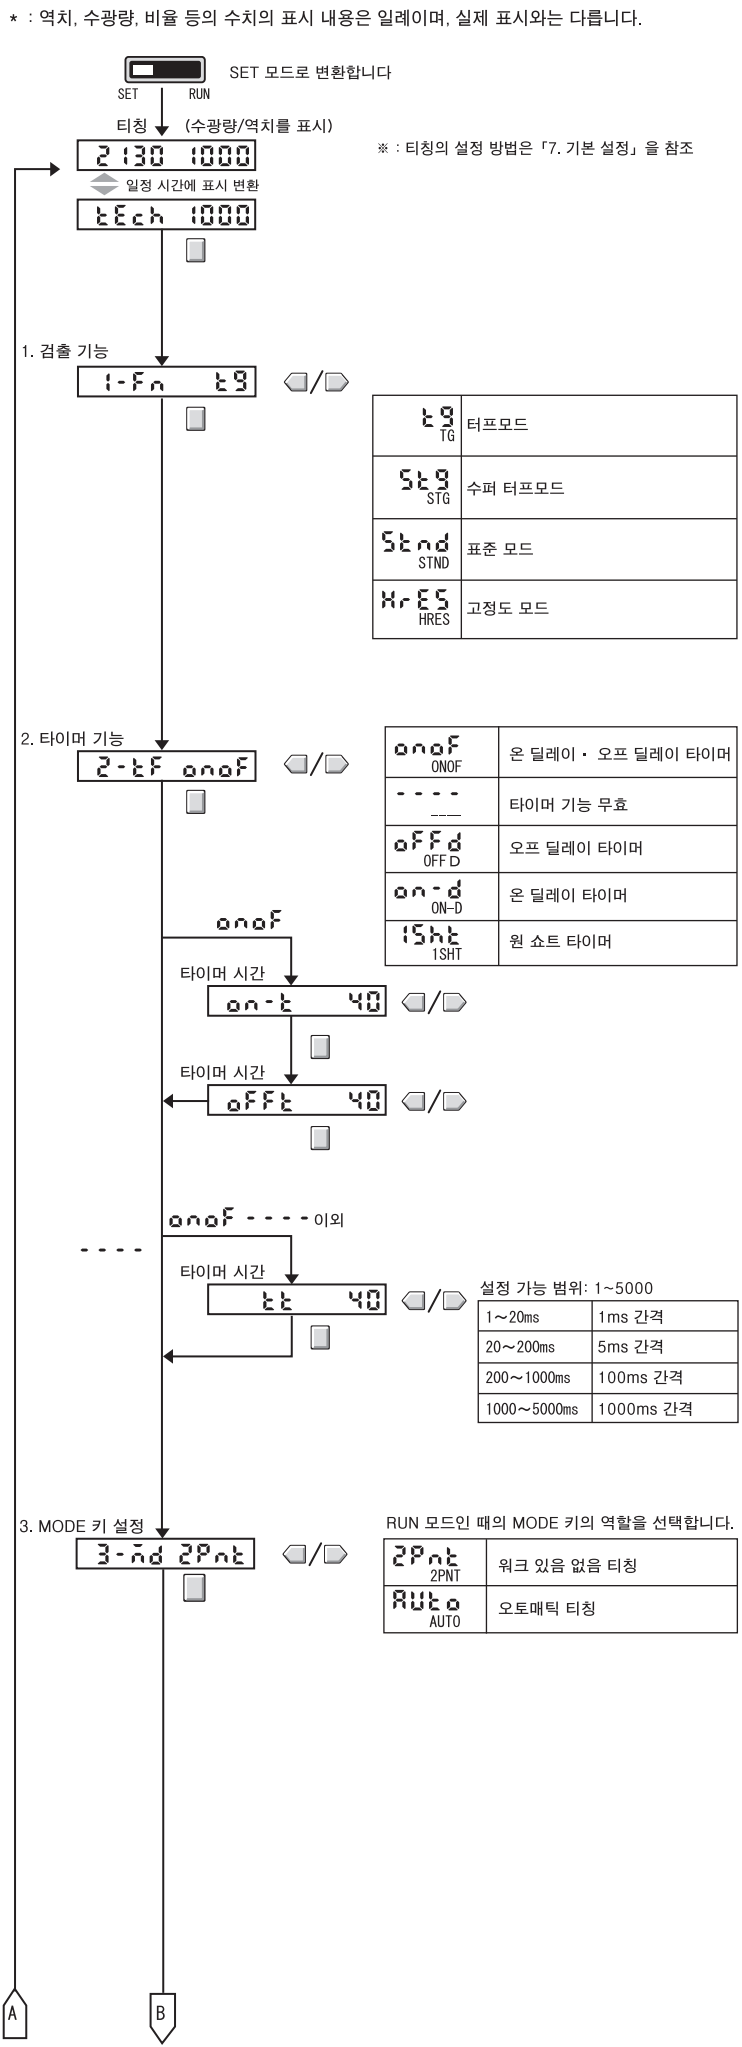 * : 역치, 수광량, 비율 등의 수치의 표시 내용은 일례이며, 실제 표시와는 다릅니다.
SET 모드로 변환합니다
SET RUN
티칭 (수광량/역치를 표시)
2130 1000
※ : 티칭의 설정 방법은 「7. 기본 설정」을 참조
일정 시간에 표시 변환
tEch 1000
1. 검출 기능
1-Fn tg
tg TG 터프모드
Stg STG 수퍼 터프모드
Stnd STND 표준 모드
HrES HRES 고정도 모드
2. 타이머 기능
2-tF onoF
onoF ONOF 온 딜레이・ 오프 딜레이 타이머
---- ____ 타이머 기능 무효
oFFd OFF D 오프 딜레이 타이머
on-d ON-D 온 딜레이 타이머
1Sht 1SHT 원 쇼트 타이머
onoF
타이머 시간
on-t 40
타이머 시간
oFFt 40
onoF ---- 이외
----
타이머 시간
tt 40
설정 가능 범위: 1~5000
1~20ms 1ms 간격
20~200ms 5ms 간격
200~1000ms 100ms 간격
1000~5000ms 1000ms 간격
3. MODE 키 설정
3-md 2Pnt
RUN 모드인 때의 MODE 키의 역할을 선택합니다.
2Pnt 2PNT 워크 있음 없음 티칭
AUto AUTO 오토매틱 티칭
A
B